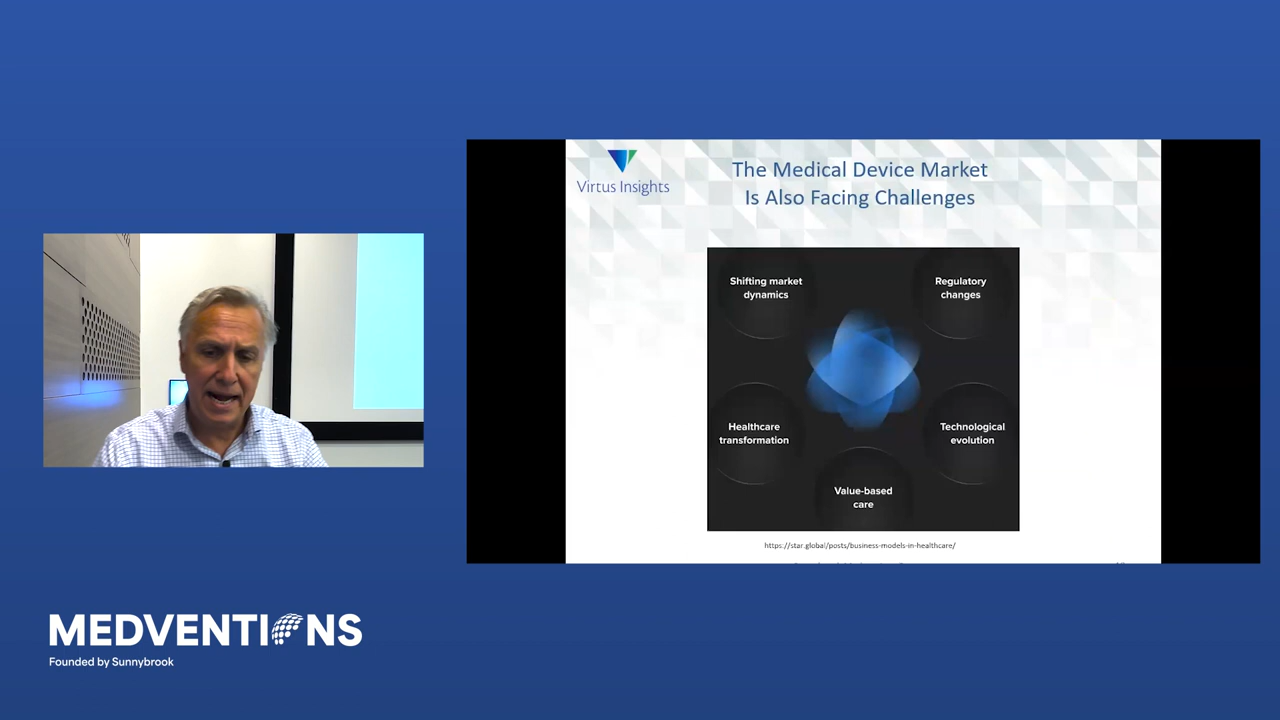 Virtus Insights
The Medical Device Market
Is Also Facing Challenges
Shifting market
dynamics
Regulatory
changes
Healthcare
transformation
Technological
evolution
Value-based
care
https://star.global/posts/business-models-in-healthcare/
MEDVENTIONS
Founded by Sunnybrook